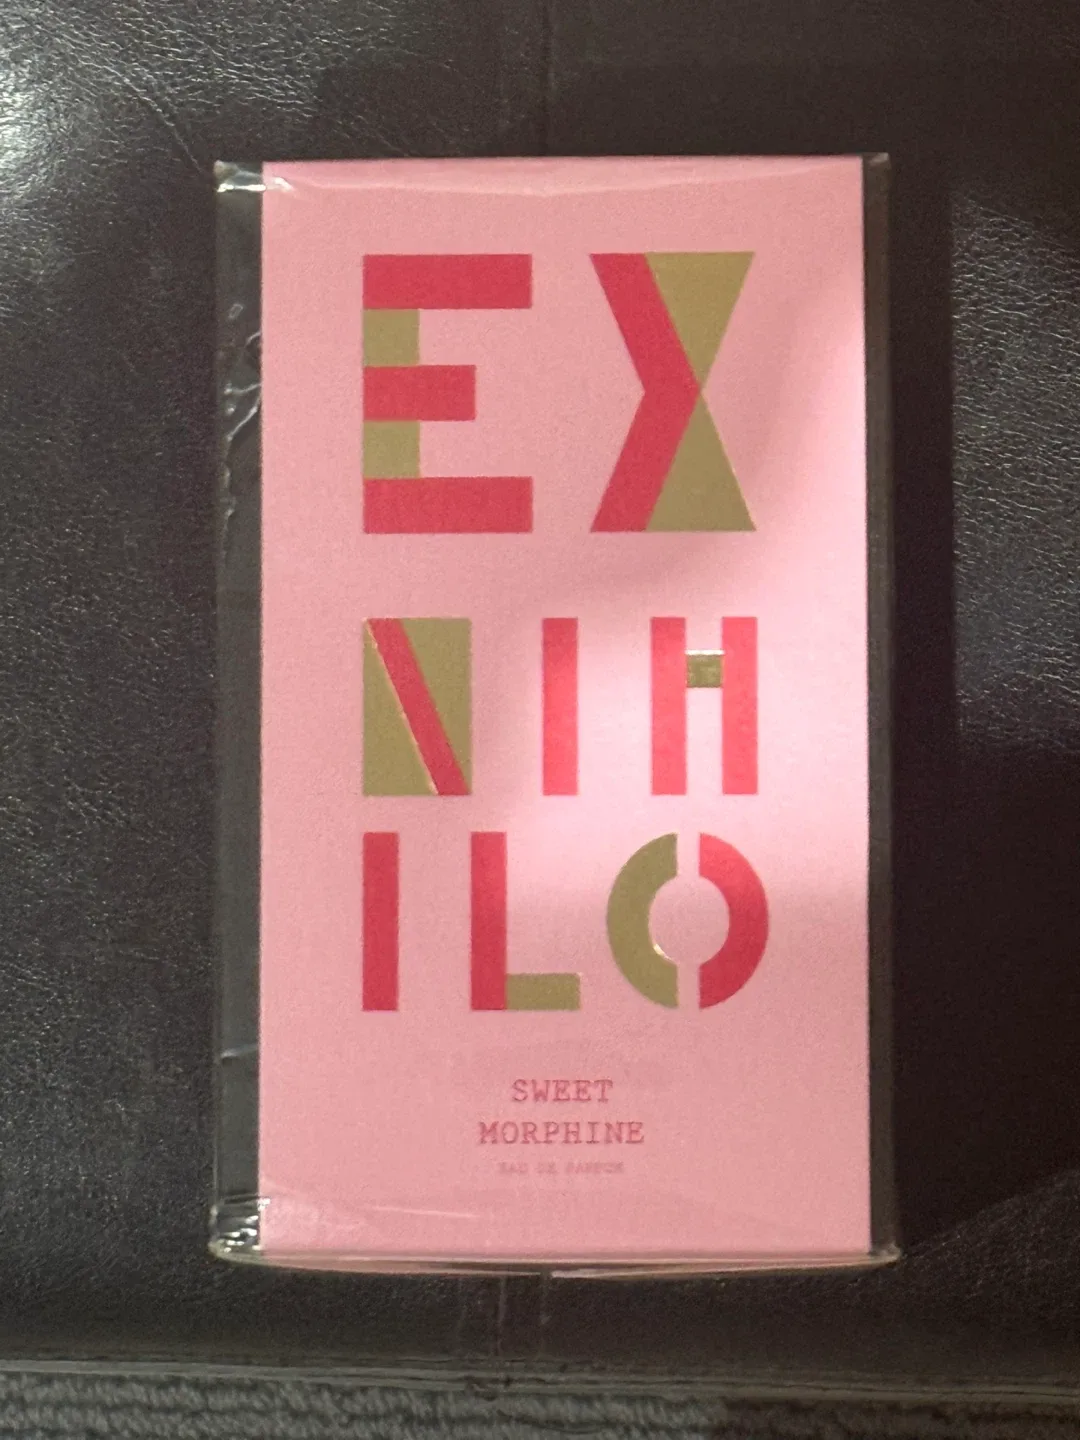 EX
NIH
ILO
SWEET
MORPHINE
EAU DE PARFUM